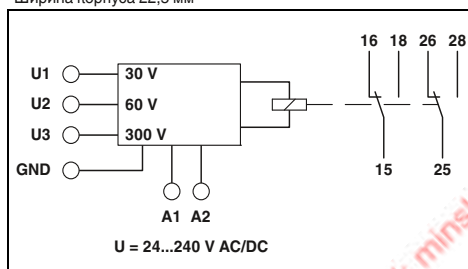 Ширина корпуса 22,5 мм
16 18 26 28
U1 30 V
U2 60 V
U3 300 V
GND
15 25
A1 A2
U = 24...240 V AC/DC
minst